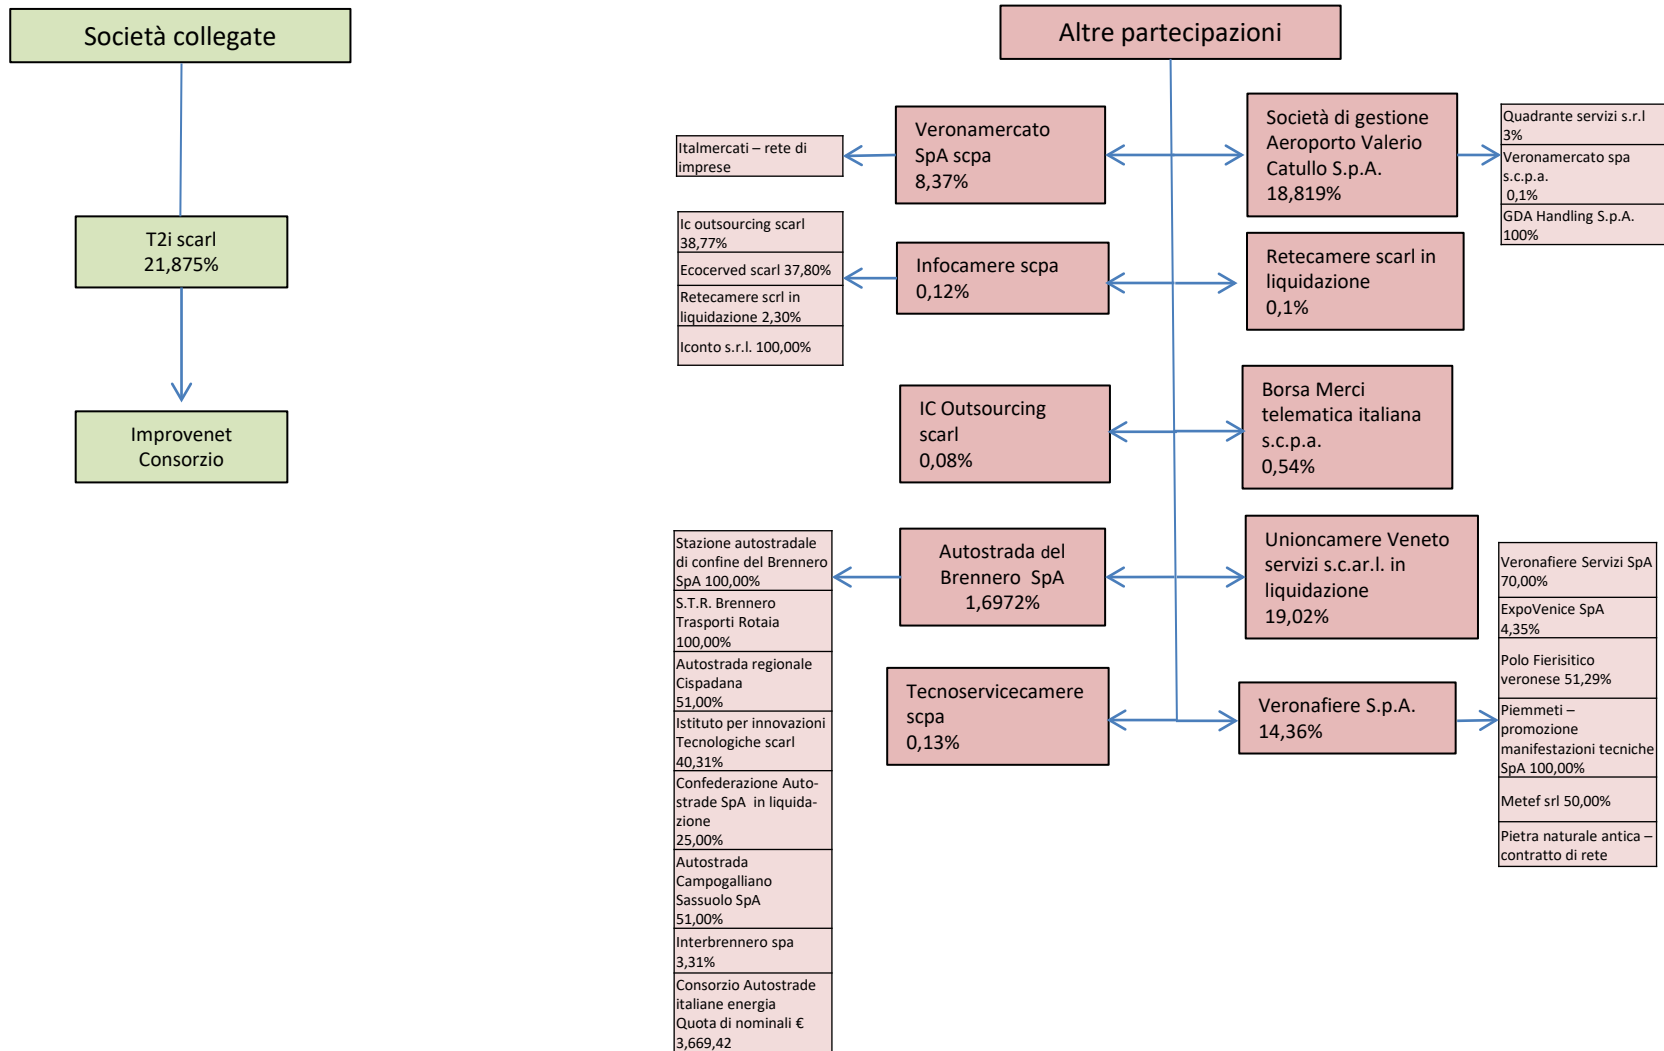 Società collegate
T2i scarl
21,875%
Improvenet
Consorzio
Altre partecipazioni
Italmercati – rete di
imprese
Veronamercato
SpA scpa
8,37%
Società di gestione
Aeroporto Valerio
Catullo S.p.A.
18,819%
Quadrante servizi s.r.l
3%
Veronamercato spa
s.c.p.a.
0,1%
GDA Handling S.p.A.
100%
Ic outsourcing scarl
38,77%
Ecocerved scarl 37,80%
Retecamere scrl in
liquidazione 2,30%
Iconto s.r.l. 100,00%
Infocamere scpa
0,12%
Retecamere scarl in
liquidazione
0,1%
IC Outsourcing
scarl
0,08%
Borsa Merci
telematica italiana
s.c.p.a.
0,54%
Stazione autostradale
di confine del Brennero
SpA 100,00%
S.T.R. Brennero
Trasporti Rotaia
100,00%
Autostrada regionale
Cispadana
51,00%
Istituto per innovazioni
Tecnologiche scarl
40,31%
Confederazione Auto-
strade SpA  in liquida-
zione
25,00%
Autostrada
Campogalliano
Sassuolo SpA
51,00%
Interbrennero spa
3,31%
Consorzio Autostrade
italiane energia
Quota di nominali €
3,669,42
Autostrada del
Brennero  SpA
1,6972%
Unioncamere Veneto
servizi s.c.ar.l. in
liquidazione
19,02%
Tecnoservicecamere
scpa
0,13%
Veronafiere S.p.A.
14,36%
Veronafiere Servizi SpA
70,00%
ExpoVenice SpA
4,35%
Polo Fierisitico
veronese 51,29%
Piemmeti –
promozione
manifestazioni tecniche
SpA 100,00%
Metef srl 50,00%
Pietra naturale antica –
contratto di rete